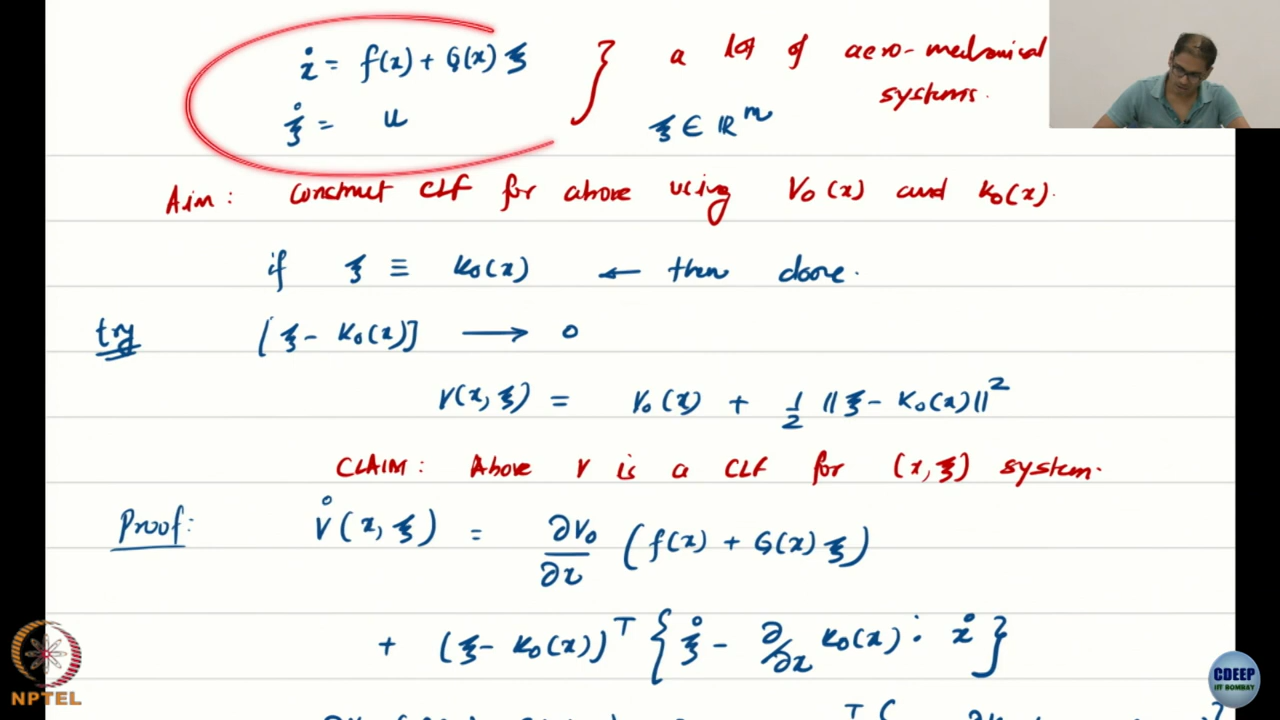 ẋ = f(x) + G(x) ξ } a lot of aero-mechanical
ξ̇ = u ξ ∈ ℝᵐ systems.
Aim: Construct CLF for above using V₀(x) and k₀(x).
if ξ ≡ k₀(x) ← then done.
try [ξ - k₀(x)] → 0
V(x, ξ) = V₀(x) + 1/2 ||ξ - k₀(x)||²
CLAIM: Above V is a CLF for (x, ξ) system.
Proof: V̇(x, ξ) = ∂V₀/∂x (f(x) + G(x) ξ)
+ (ξ - k₀(x))ᵀ { ξ̇ - ∂/∂x k₀(x) · ẋ }
NPTEL
CDEEP
IIT BOMBAY